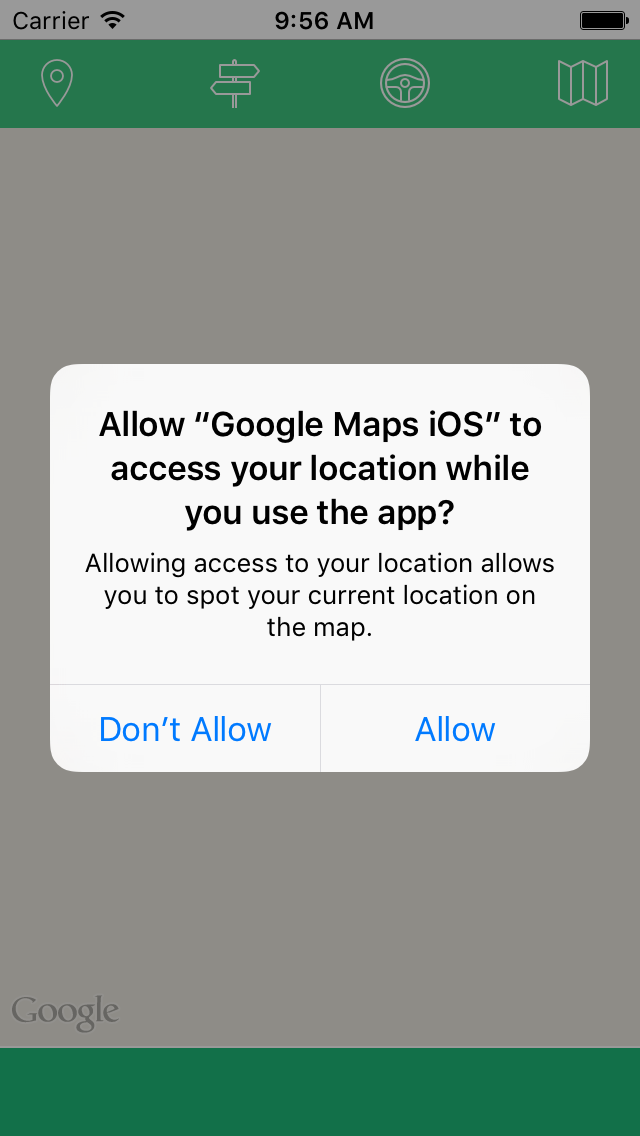 Carrier 9:56 AM
Allow “Google Maps iOS” to
access your location while
you use the app?
Allowing access to your location allows
you to spot your current location on
the map.
Don’t Allow Allow
Google